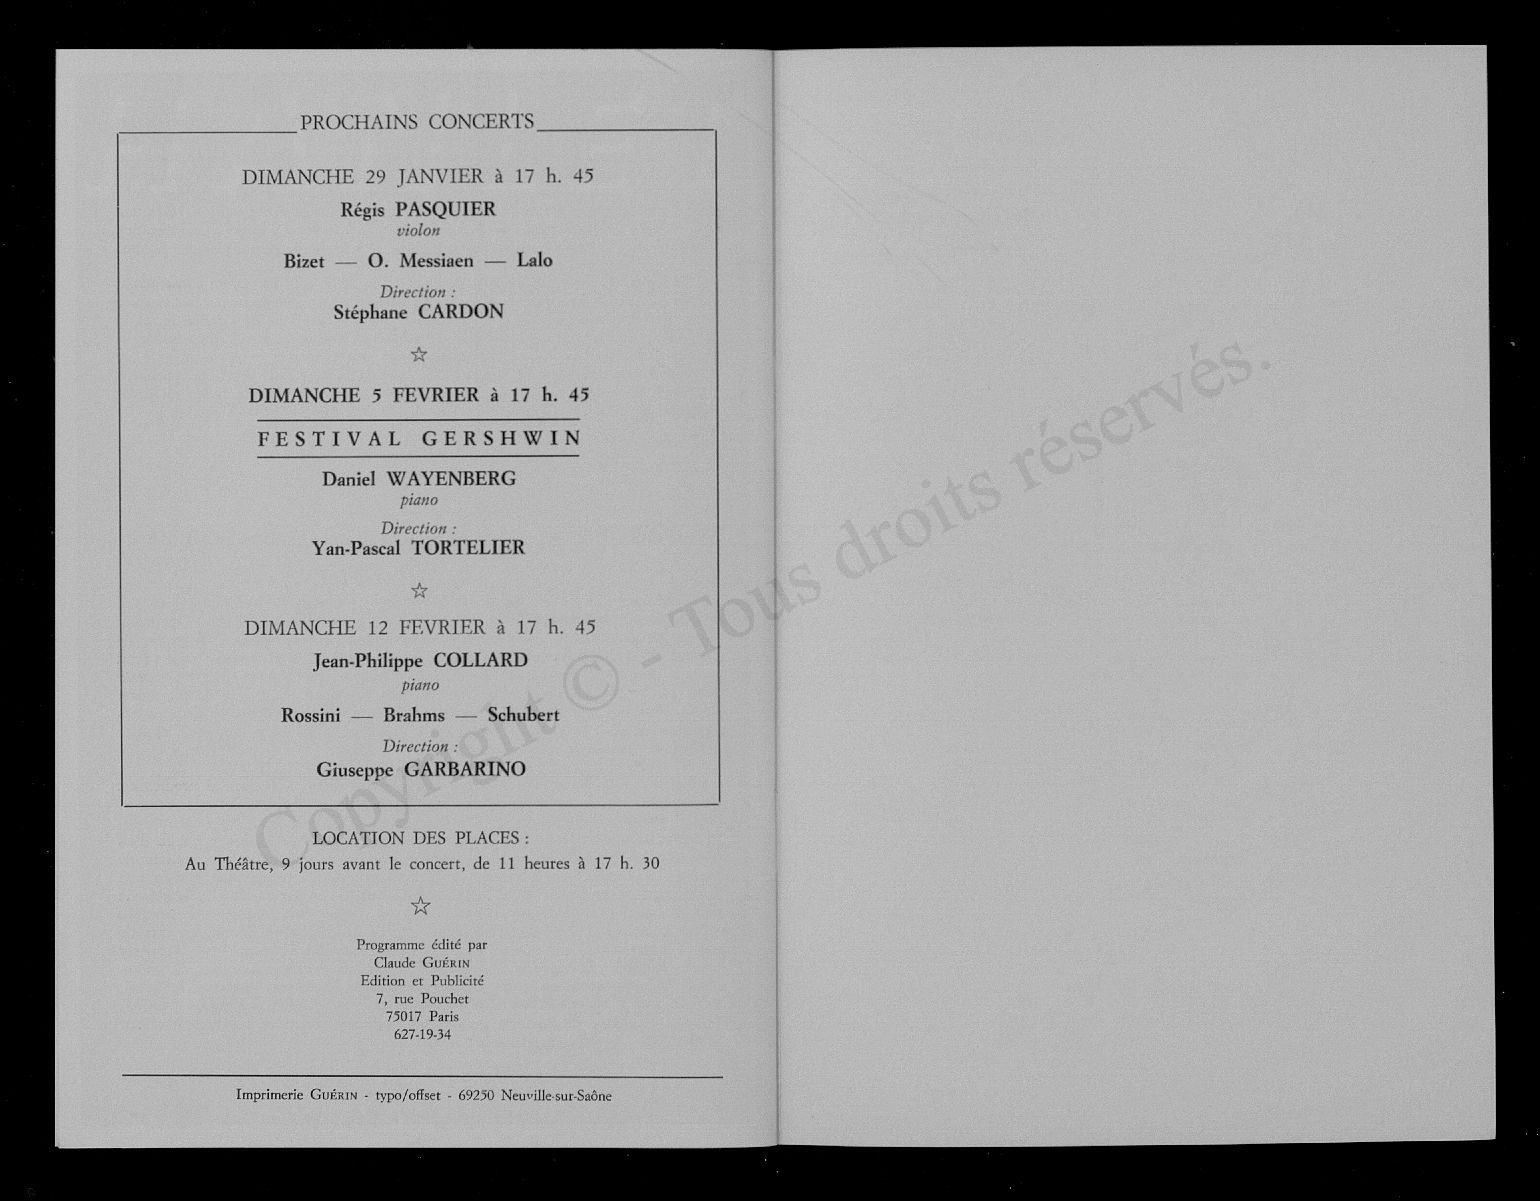 PROCHAINS CONCERTS
DIMANCHE 29 JANVIER à 17 h. 45
Régis PASQUIER
violon
Bizet — O. Messiaen — Lalo
Direction :
Stéphane CARDON
☆
DIMANCHE 5 FEVRIER à 17 h. 45
FESTIVAL GERSHWIN
Daniel WAYENBERG
piano
Direction :
Yan-Pascal TORTELIER
☆
DIMANCHE 12 FEVRIER à 17 h. 45
Jean-Philippe COLLARD
piano
Rossini — Brahms — Schubert
Direction :
Giuseppe GARBARINO
LOCATION DES PLACES :
Au Théâtre, 9 jours avant le concert, de 11 heures à 17 h. 30
☆
Programme édité par
Claude GUÉRIN
Edition et Publicité
7, rue Pouchet
75017 Paris
627-19-34
Imprimerie GUÉRIN - typo/offset - 69250 Neuville-sur-Saône
Copyright © - Tous droits réservés.